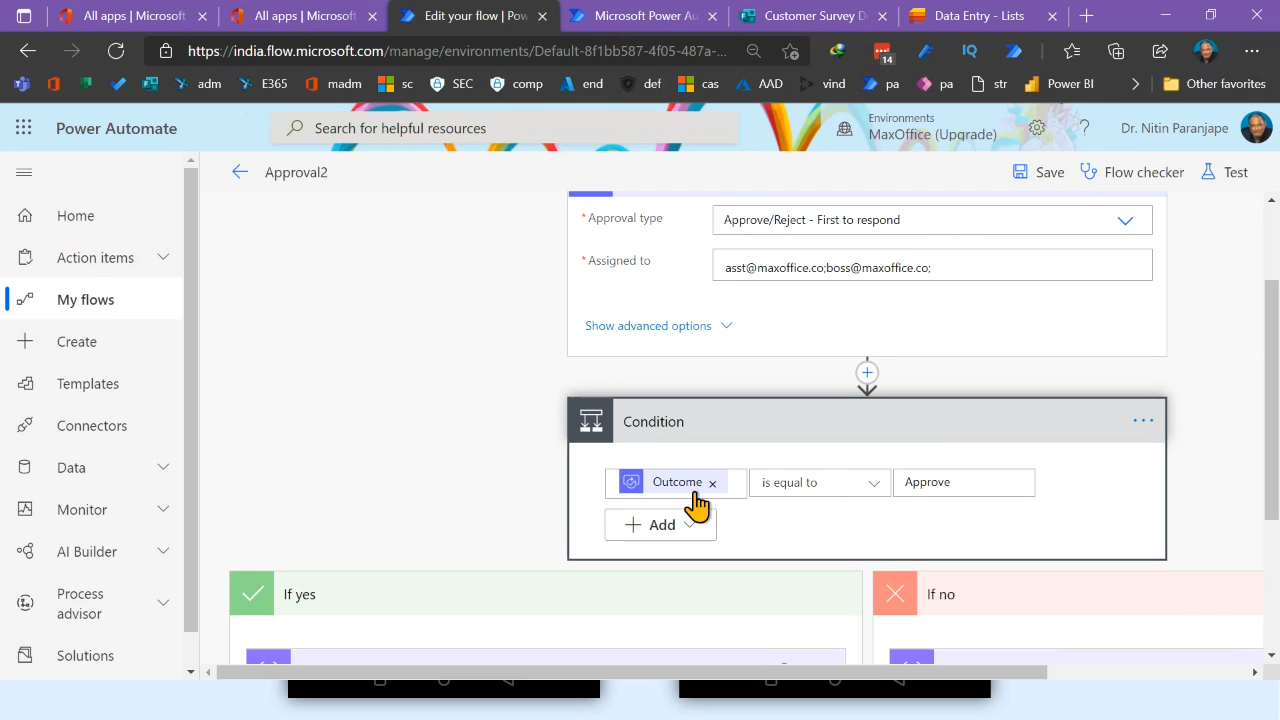 All apps | Microsoft
All apps | Microsoft
Edit your flow | Pow
Microsoft Power Au
Customer Survey D
Data Entry - Lists
https://india.flow.microsoft.com/manage/environments/Default-8f1bb587-4f05-487a-...
14
IQ
adm
E365
madm
sc
SEC
comp
end
def
cas
AAD
vind
pa
pa
str
Power BI
Other favorites
Power Automate
Search for helpful resources
Environments
MaxOffice (Upgrade)
?
Dr. Nitin Paranjape
Home
Action items
My flows
Create
Templates
Connectors
Data
Monitor
AI Builder
Process
advisor
Solutions
Approval2
Save
Flow checker
Test
* Approval type
Approve/Reject - First to respond
* Assigned to
asst@maxoffice.co;boss@maxoffice.co;
Show advanced options
Condition
Outcome
is equal to
Approve
Add
If yes
If no